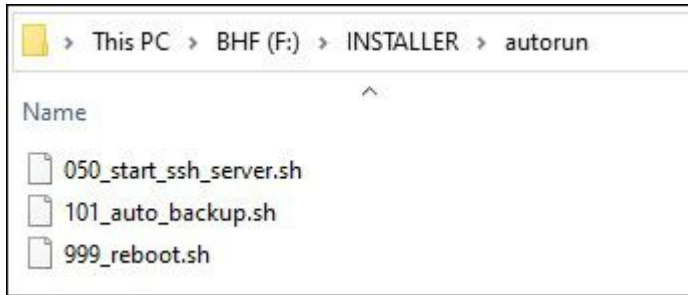 This PC > BHF (F:) > INSTALLER > autorun
Name
050_start_ssh_server.sh
101_auto_backup.sh
999_reboot.sh